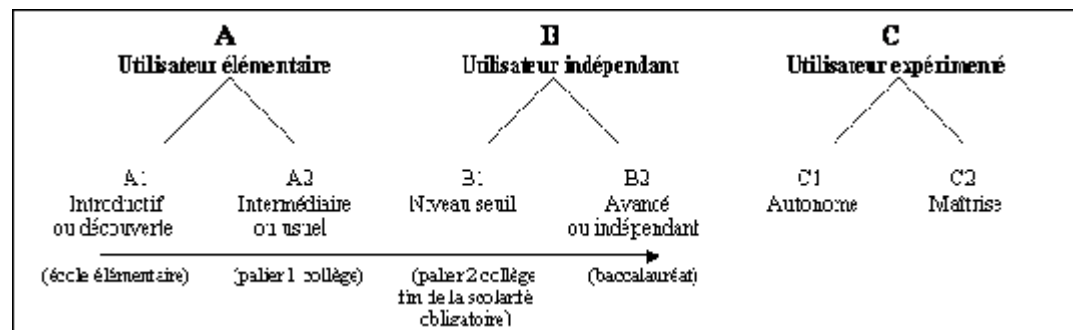 A B C
Utilisateur élémentaire Utilisateur indépendant Utilisateur expérimenté
A1 A2 B1 B2 C1 C2
Introductif Intermédiaire Niveau seuil Avancé Autonome Maîtrise
ou découverte ou usuel ou indépendant
(école élémentaire) (palier 1 collège) (palier 2 collège (baccalauréat)
fin de la scolarité
obligatoire)